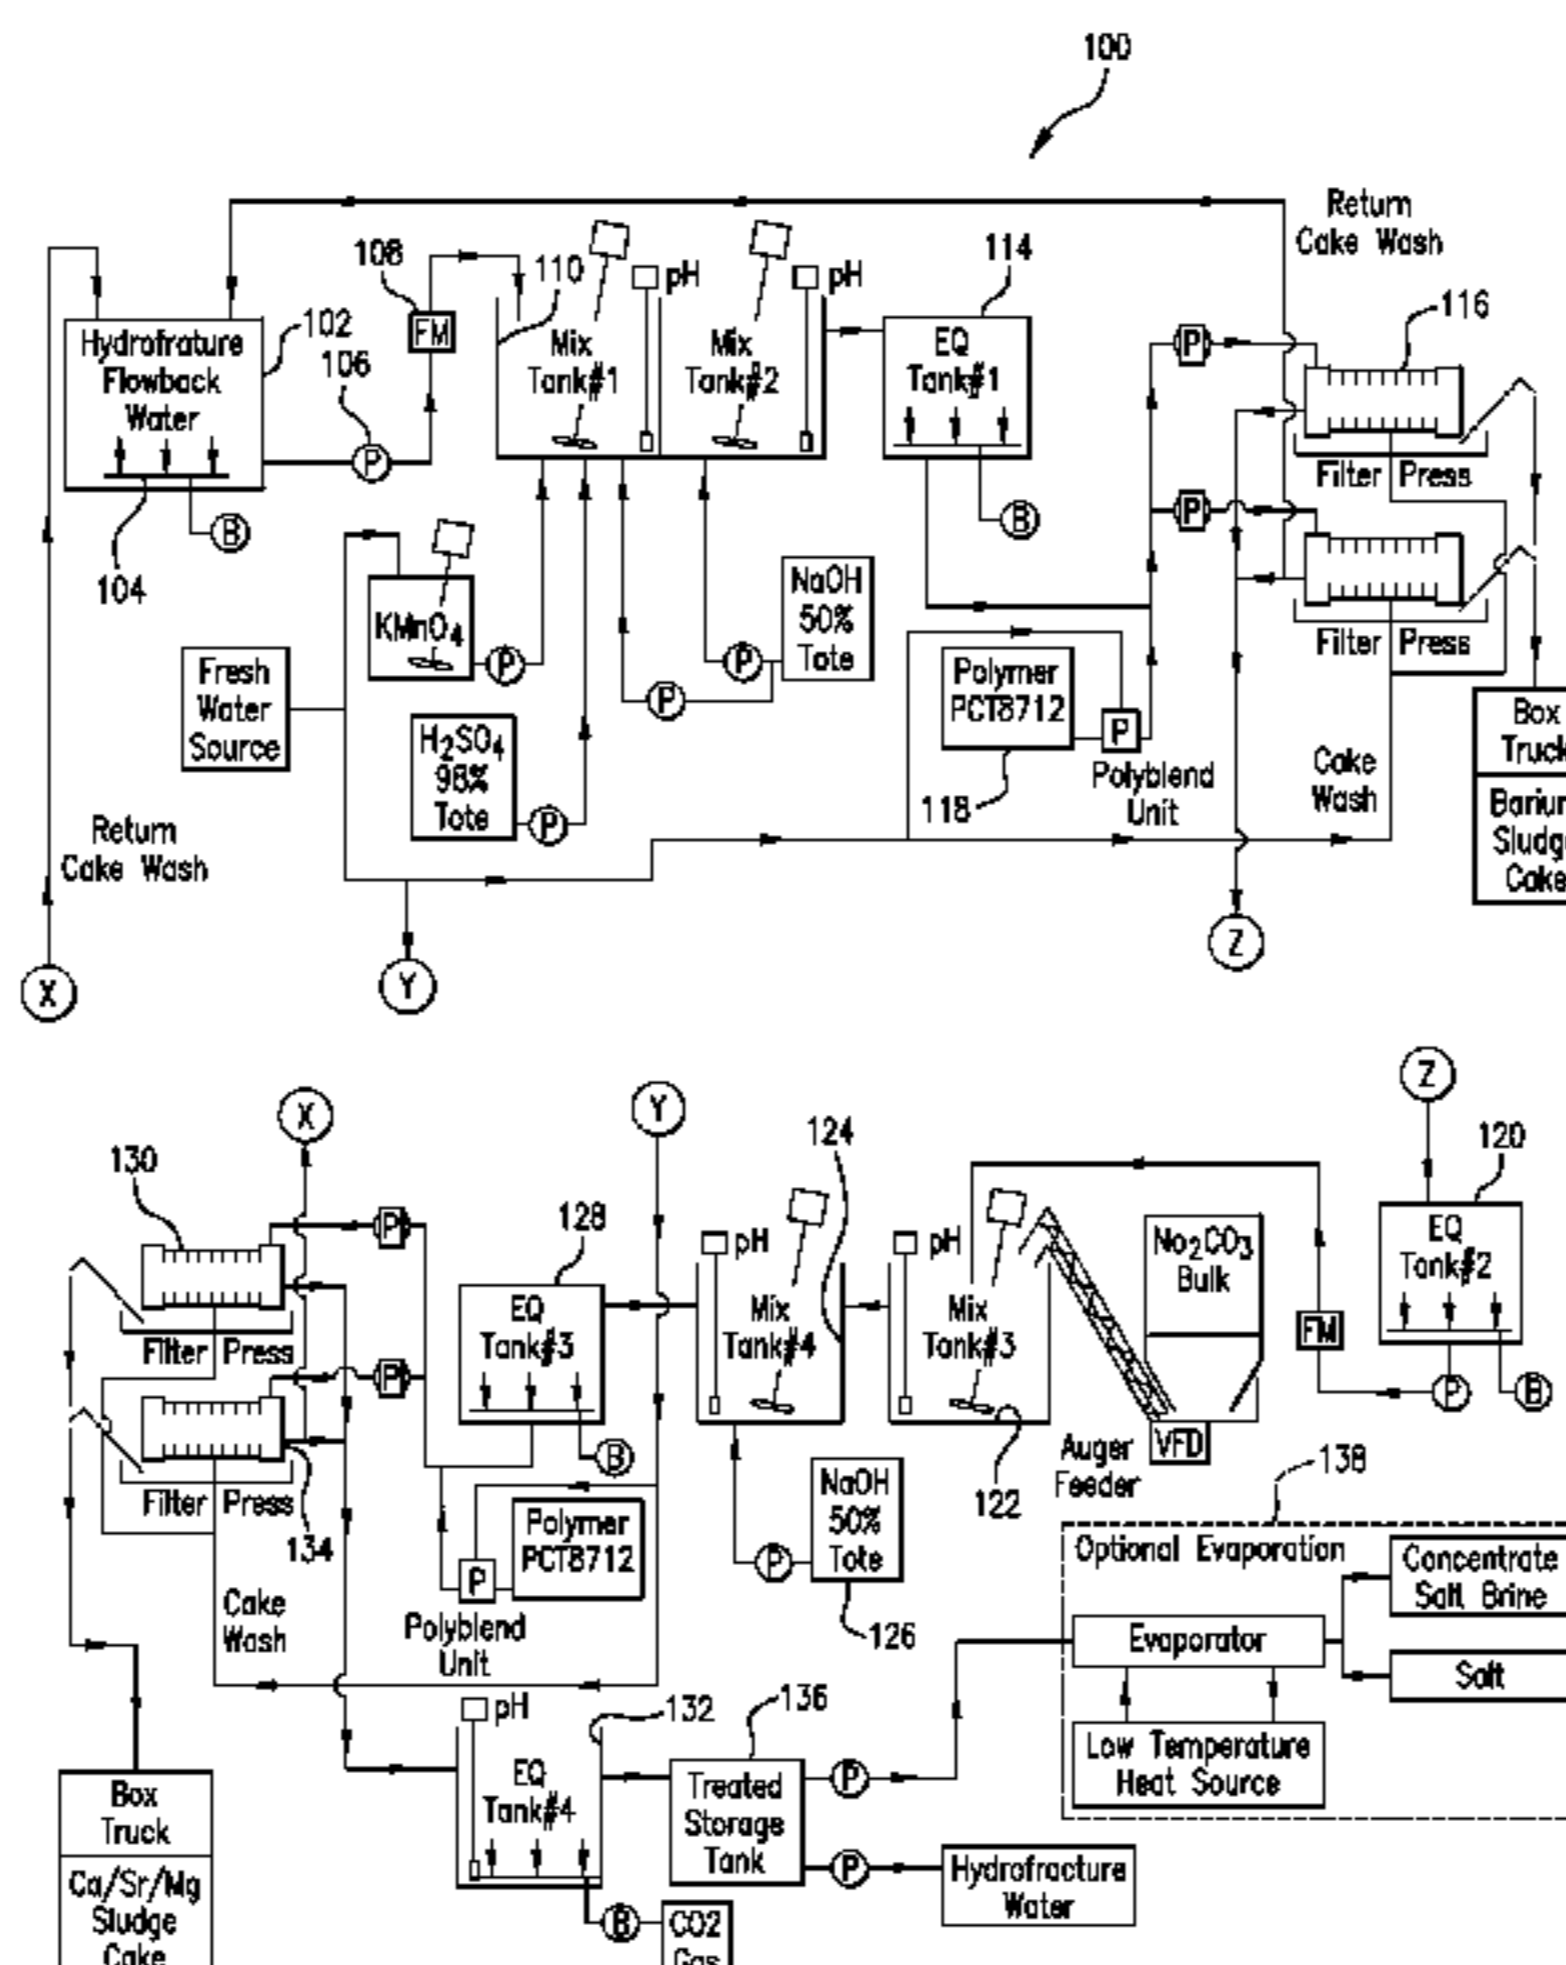 100
Return
Cake Wash
108
FM
110
pH
pH
114
102
106
Hydrofrature
Flowback
Water
P
Mix
Tank#1
Mix
Tank#2
EQ
Tank#1
P
116
Filter Press
104
B
B
P
Filter Press
KMnO4
P
NaOH
50%
Tote
P
P
Fresh
Water
Source
H2SO4
98%
Tote
P
Polymer
PCT8712
P
118
Polyblend
Unit
Cake
Wash
Box
Truck
Barium
Sludge
Cake
Return
Cake Wash
X
Y
Z
X
Y
Z
130
128
124
120
P
pH
pH
EQ
Tank#3
Mix
Tank#4
Mix
Tank#3
Na2CO3
Bulk
EQ
Tank#2
FM
Filter Press
P
P
B
B
VFD
Auger
Feeder
122
Filter Press
134
Polymer
PCT8712
P
Polyblend
Unit
NaOH
50%
Tote
P
126
138
Optional Evaporation
Concentrate
Salt Brine
Evaporator
Salt
Low Temperature
Heat Source
Cake
Wash
pH
132
136
EQ
Tank#4
Treated
Storage
Tank
P
P
Hydrofracture
Water
B
CO2
Gas
Box
Truck
Ca/Sr/Mg
Sludge
Cake